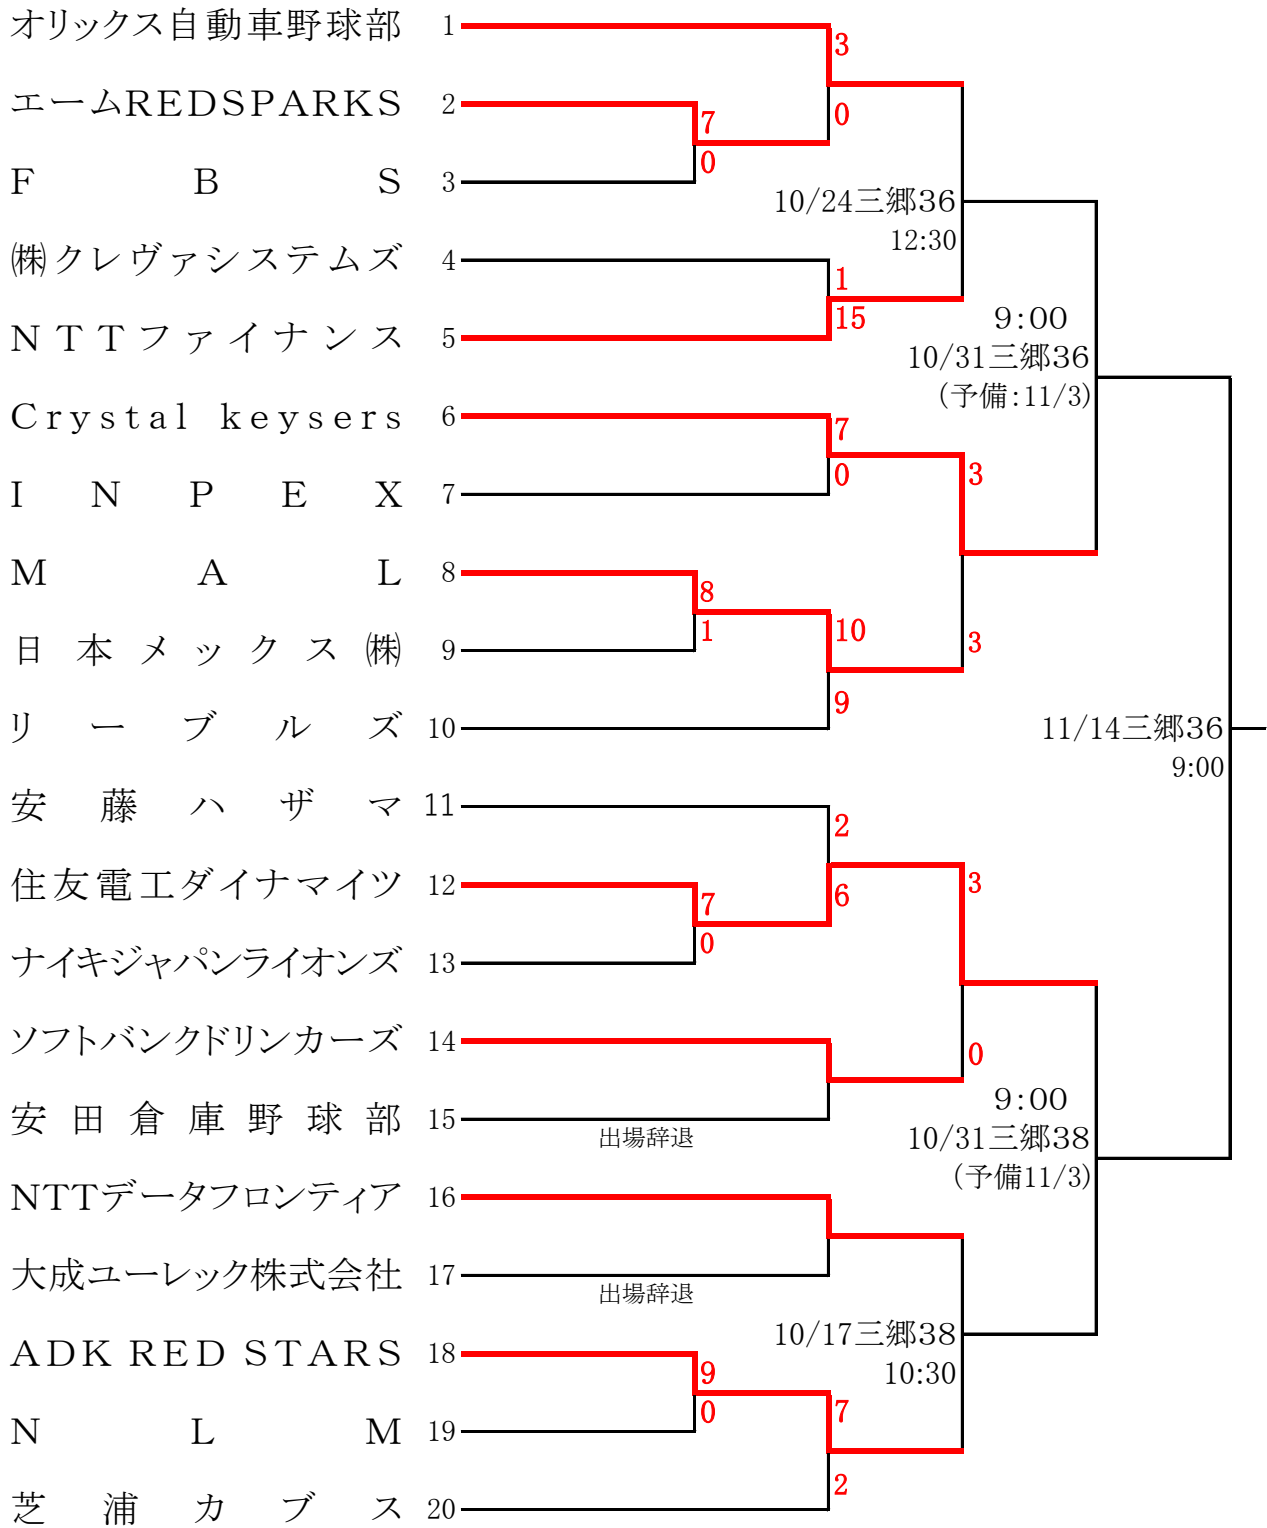 オリックス自動車野球部 1
3
エームREDSPARKS 2
7
0
0
FBS 3
10/24三郷36
12:30
㈱クレヴァシステムズ 4
1
15
NTTファイナンス 5
9:00
10/31三郷36
(予備:11/3)
Crystal keysers 6
7
0
3
INPEX 7
MAL 8
8
1
10
3
日本メックス㈱ 9
9
リーブルズ 10
11/14三郷36
9:00
安藤ハザマ 11
2
住友電工ダイナマイツ 12
7
6
3
0
ナイキジャパンライオンズ 13
ソフトバンクドリンカーズ 14
0
安田倉庫野球部 15
出場辞退
9:00
10/31三郷38
(予備11/3)
NTTデータフロンティア 16
大成ユーレック株式会社 17
出場辞退
10/17三郷38
10:30
ADK RED STARS 18
9
0
7
NLM 19
2
芝浦カブス 20